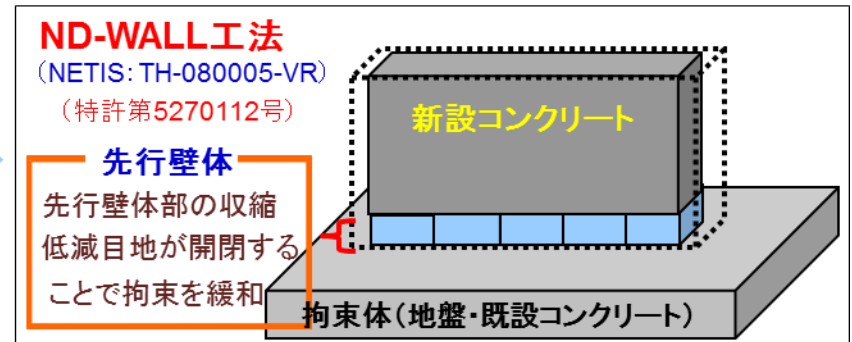 ND-WALL工法
（NETIS：TH-080005-VR）
（特許第5270112号）
先行壁体
先行壁体部の収縮
低減目地が開閉する
ことで拘束を緩和
新設コンクリート
拘束体（地盤・既設コンクリート）